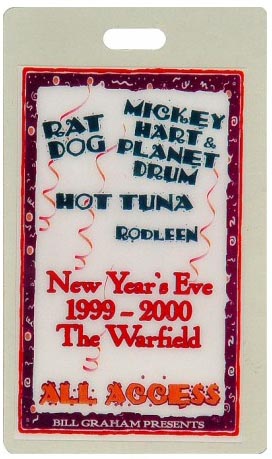 RAT
DOG
MICKEY
HART &
PLANET
DRUM
HOT TUNA
RODLEEN
New Year's Eve
1999 - 2000
The Warfield
ALL ACCESS
BILL GRAHAM PRESENTS